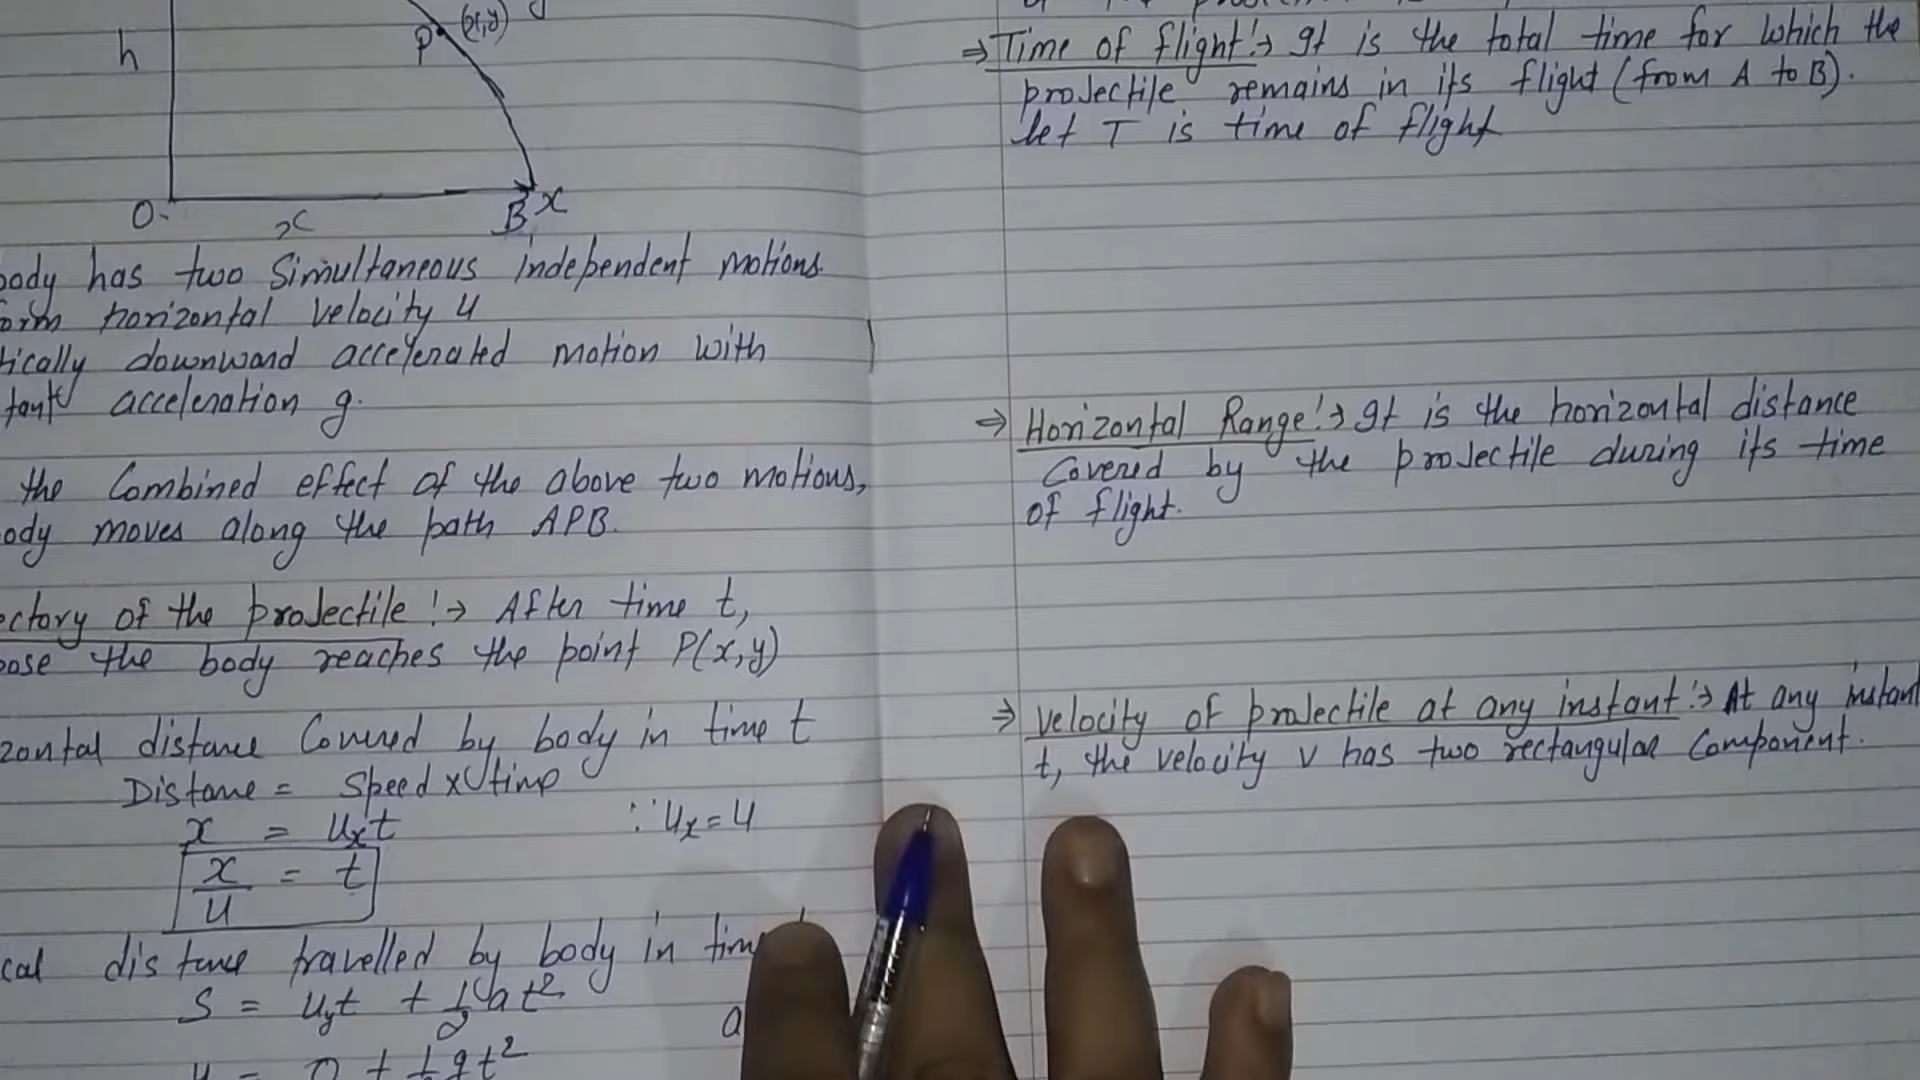 h
P (x,y)
O
x
B x
body has two Simultaneous independent motions.
horizontal velocity u
tically downward accelerated motion with
tant acceleration g.
the Combined effect of the above two motions,
ody moves along the path APB.
ectory of the projectile :→ After time t,
pose the body reaches the point P(x,y)
zontal distance Covered by body in time t
Distance = Speed x time
x = uxt ∵ ux = u
x/u = t
cal distance travelled by body in time
S = uyt + 1/2 at²
y = 0 + 1/2 gt²
a
⇒ Time of flight :→ It is the total time for which the
projectile remains in its flight (from A to B).
let T is time of flight
⇒ Horizontal Range :→ It is the horizontal distance
Covered by the projectile during its time
of flight.
⇒ velocity of projectile at any instant :→ At any instant
t, the velocity v has two rectangular Component.